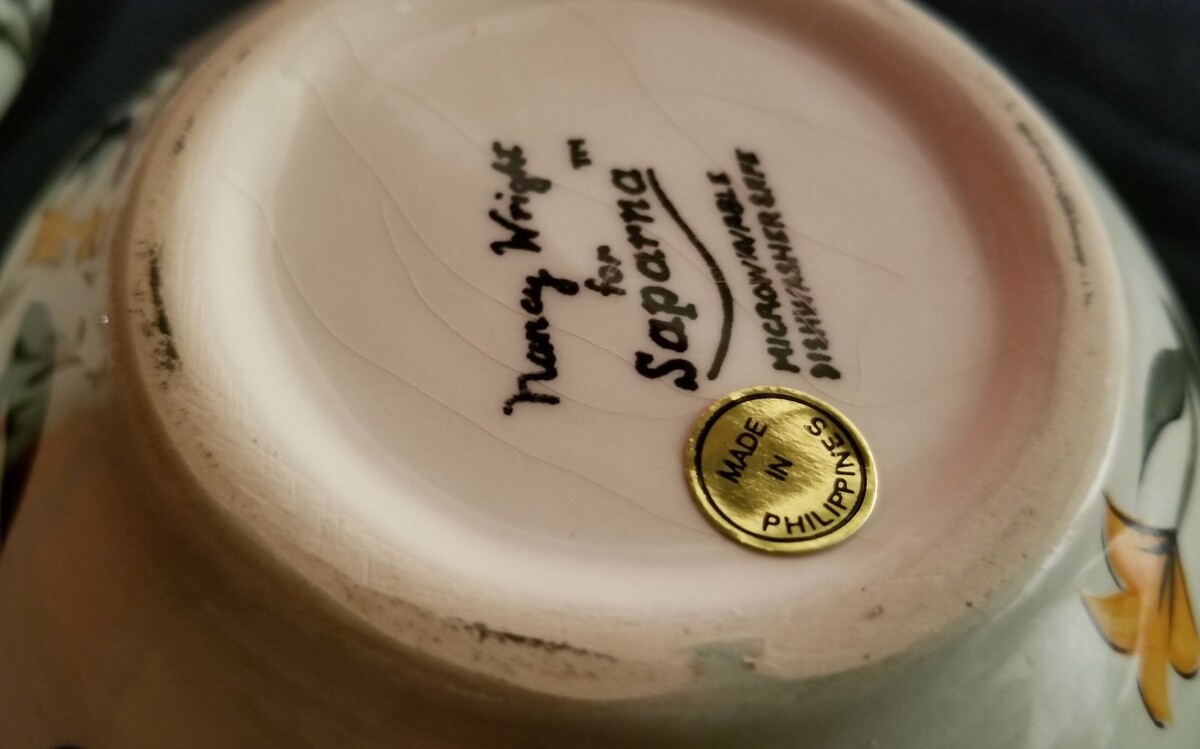 Nancy Wright
for ™
Saparna
MICROWAVABLE
DISHWASHER SAFE
MADE
IN
PHILIPPINES